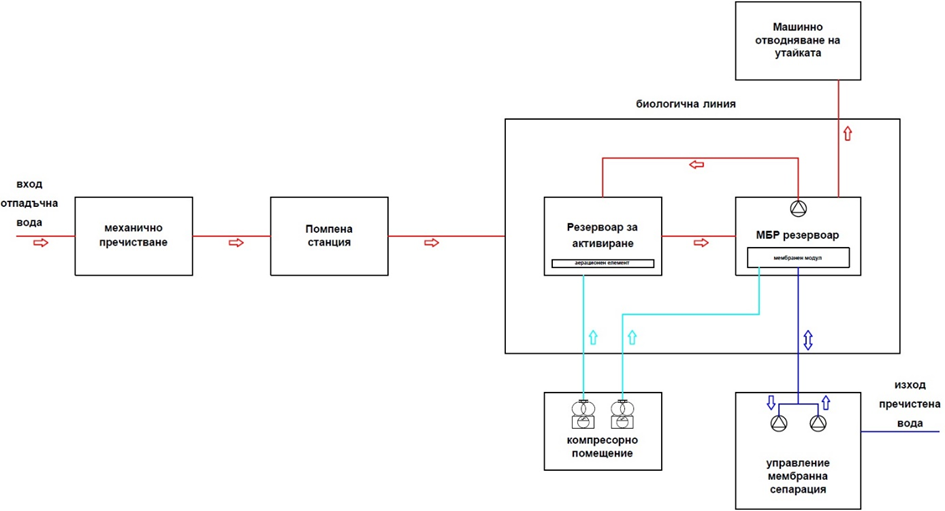 Машинно
отводняване на
утайката
биологична линия
вход
отпадъчна
вода
механично
пречистване
Помпена
станция
Резервоар за
активиране
аерационен елемент
МБР резервоар
мембранен модул
компресорно
помещение
управление
мембранна
сепарация
изход
пречистена
вода